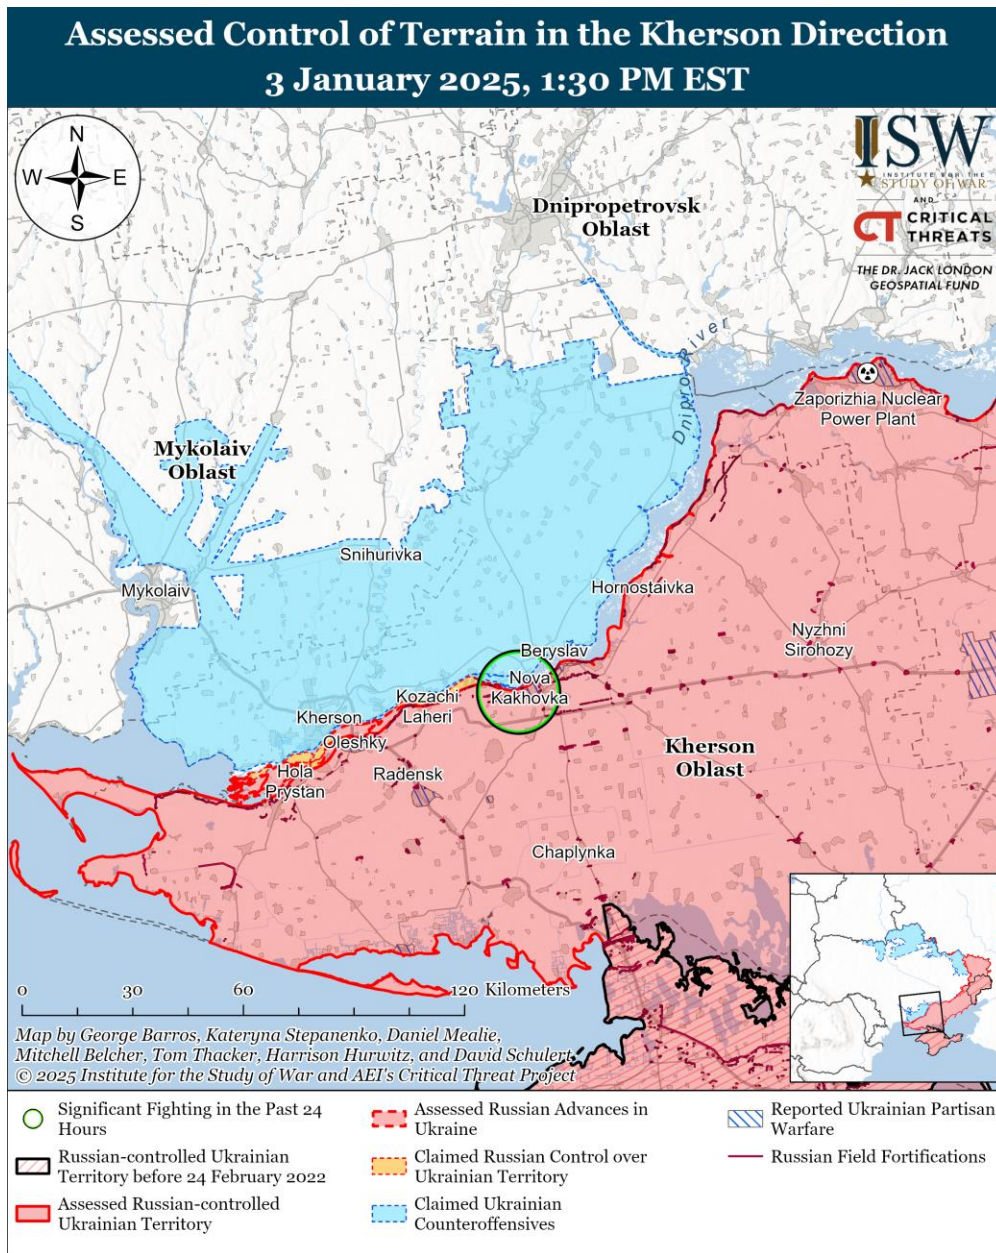 Assessed Control of Terrain in the Kherson Direction
3 January 2025, 1:30 PM EST
N
W
E
S
ISW
INSTITUTE FOR THE
STUDY OF WAR
AND
CT CRITICAL
THREATS
THE DR. JACK LONDON
GEOSPATIAL FUND
Dnipropetrovsk
Oblast
Dnipro River
Zaporizhia Nuclear
Power Plant
Mykolaiv
Oblast
Snihurivka
Mykolaiv
Hornostaivka
Nyzhni
Sirohozy
Beryslav
Nova
Kakhovka
Kozachi
Laheri
Kherson
Oleshky
Kherson
Oblast
Hola
Prystan
Radensk
Chaplynka
0 30 60 120 Kilometers
Map by George Barros, Kateryna Stepanenko, Daniel Mealie,
Mitchell Belcher, Tom Thacker, Harrison Hurwitz, and David Schulert
© 2025 Institute for the Study of War and AEI's Critical Threat Project
Significant Fighting in the Past 24
Hours
Russian-controlled Ukrainian
Territory before 24 February 2022
Assessed Russian-controlled
Ukrainian Territory
Assessed Russian Advances in
Ukraine
Claimed Russian Control over
Ukrainian Territory
Claimed Ukrainian
Counteroffensives
Reported Ukrainian Partisan
Warfare
Russian Field Fortifications